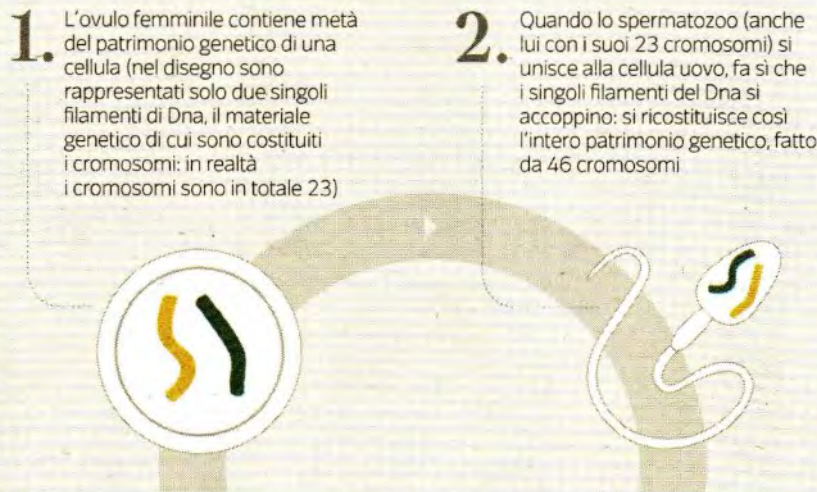 1.
L'ovulo femminile contiene metà
del patrimonio genetico di una
cellula (nel disegno sono
rappresentati solo due singoli
filamenti di Dna, il materiale
genetico di cui sono costituiti
i cromosomi: in realtà
i cromosomi sono in totale 23)
2.
Quando lo spermatozoo (anche
lui con i suoi 23 cromosomi) si
unisce alla cellula uovo, fa sì che
i singoli filamenti del Dna si
accoppino: si ricostituisce così
l'intero patrimonio genetico, fatto
da 46 cromosomi